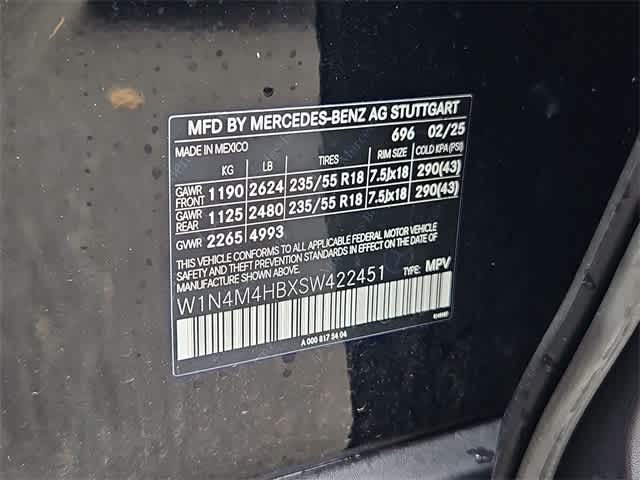 MFD BY MERCEDES-BENZ AG STUTTGART
MADE IN MEXICO 696 02/25
KG LB TIRES RIM SIZE COLD KPA (PSI)
GAWR FRONT 1190 2624 235/55 R18 7.5Jx18 290(43)
GAWR REAR 1125 2480 235/55 R18 7.5Jx18 290(43)
GVWR 2265 4993
THIS VEHICLE CONFORMS TO ALL APPLICABLE FEDERAL MOTOR VEHICLE
SAFETY AND THEFT PREVENTION STANDARDS IN EFFECT ON THE DATE OF
MANUFACTURE SHOWN ABOVE.
W1N4M4HBXSW422451 TYPE: MPV
A 000 817 54 04